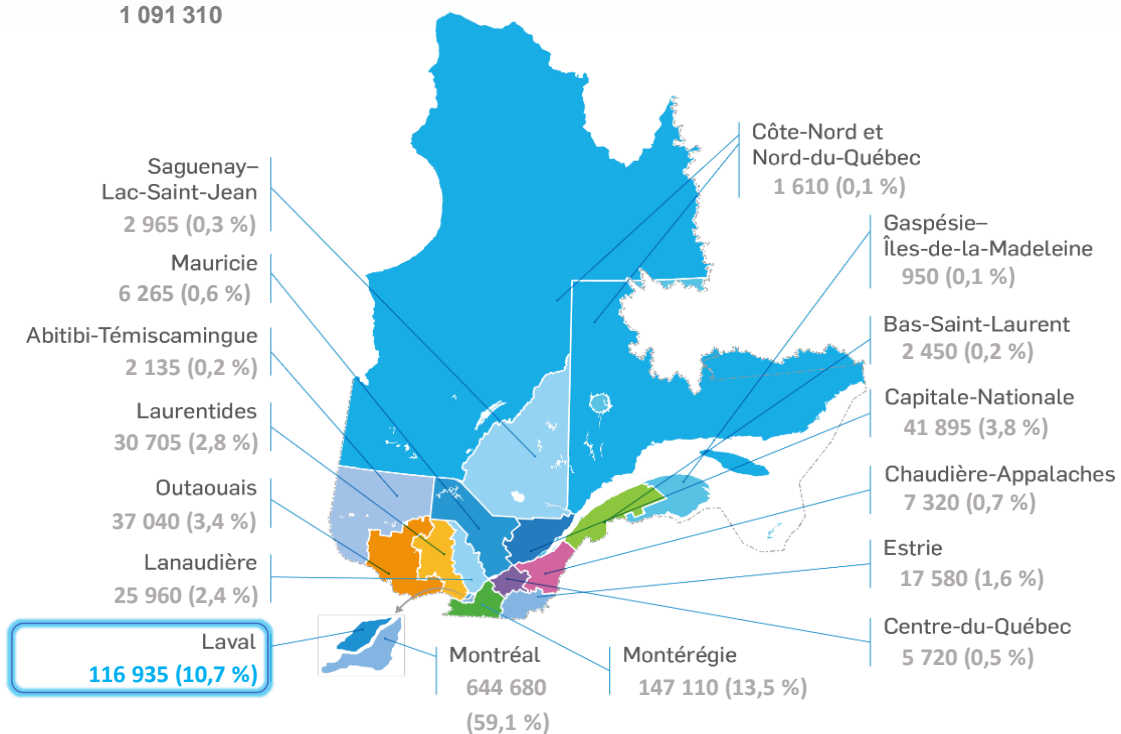 1 091 310
Saguenay–
Lac-Saint-Jean
2 965 (0,3 %)
Mauricie
6 265 (0,6 %)
Abitibi-Témiscamingue
2 135 (0,2 %)
Laurentides
30 705 (2,8 %)
Outaouais
37 040 (3,4 %)
Lanaudière
25 960 (2,4 %)
Laval
116 935 (10,7 %)
Montréal
644 680
(59,1 %)
Montérégie
147 110 (13,5 %)
Côte-Nord et
Nord-du-Québec
1 610 (0,1 %)
Gaspésie–
Îles-de-la-Madeleine
950 (0,1 %)
Bas-Saint-Laurent
2 450 (0,2 %)
Capitale-Nationale
41 895 (3,8 %)
Chaudière-Appalaches
7 320 (0,7 %)
Estrie
17 580 (1,6 %)
Centre-du-Québec
5 720 (0,5 %)